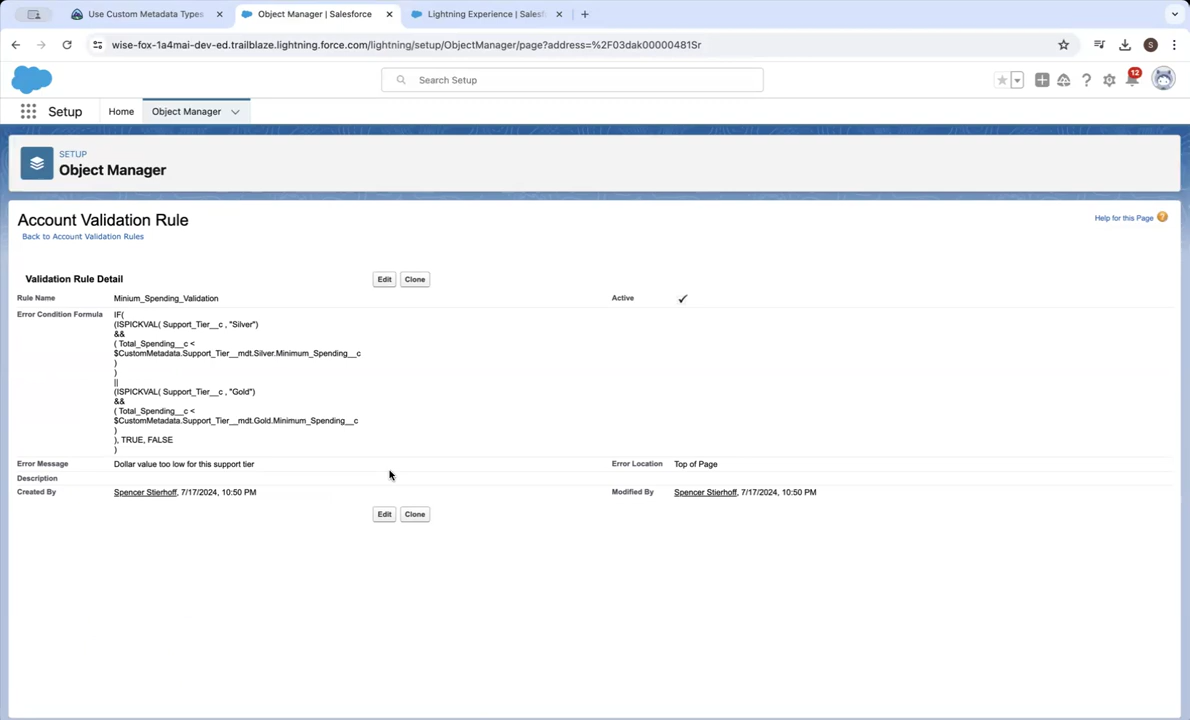 Use Custom Metadata Types
Object Manager | Salesforce
Lightning Experience | Salesf
wise-fox-1a4mai-dev-ed.trailblaze.lightning.force.com/lightning/setup/ObjectManager/page?address=%2F03dak00000481Sr
S
Search Setup
12
Setup
Home
Object Manager
SETUP
Object Manager
Account Validation Rule
Help for this Page
Back to Account Validation Rules
Validation Rule Detail
Edit
Clone
Rule Name
Minium_Spending_Validation
Active
Error Condition Formula
IF(
(ISPICKVAL( Support_Tier__c , "Silver")
&&
( Total_Spending__c <
$CustomMetadata.Support_Tier__mdt.Silver.Minimum_Spending__c
)
)
||
(ISPICKVAL( Support_Tier__c , "Gold")
&&
( Total_Spending__c <
$CustomMetadata.Support_Tier__mdt.Gold.Minimum_Spending__c
)
), TRUE, FALSE
)
Error Message
Dollar value too low for this support tier
Error Location
Top of Page
Description
Created By
Spencer Stierhoff, 7/17/2024, 10:50 PM
Modified By
Spencer Stierhoff, 7/17/2024, 10:50 PM
Edit
Clone